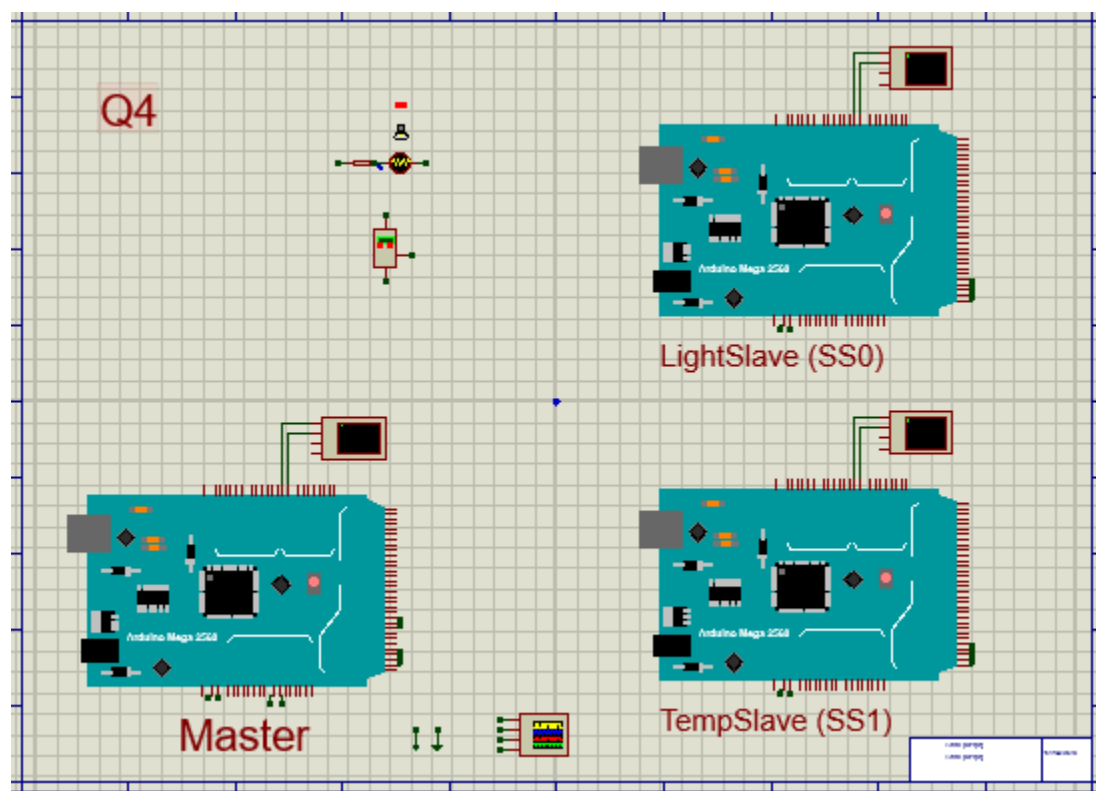 Q4
Arduino Mega 2560
LightSlave (SS0)
Arduino Mega 2560
Master
Arduino Mega 2560
TempSlave (SS1)